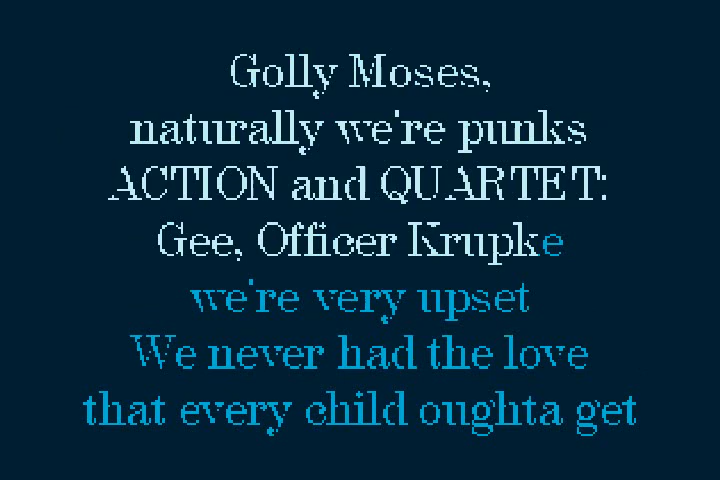 Golly Moses,
naturally we're punks
ACTION and QUARTET:
Gee, Officer Krupke
we're very upset
We never had the love
that every child oughta get